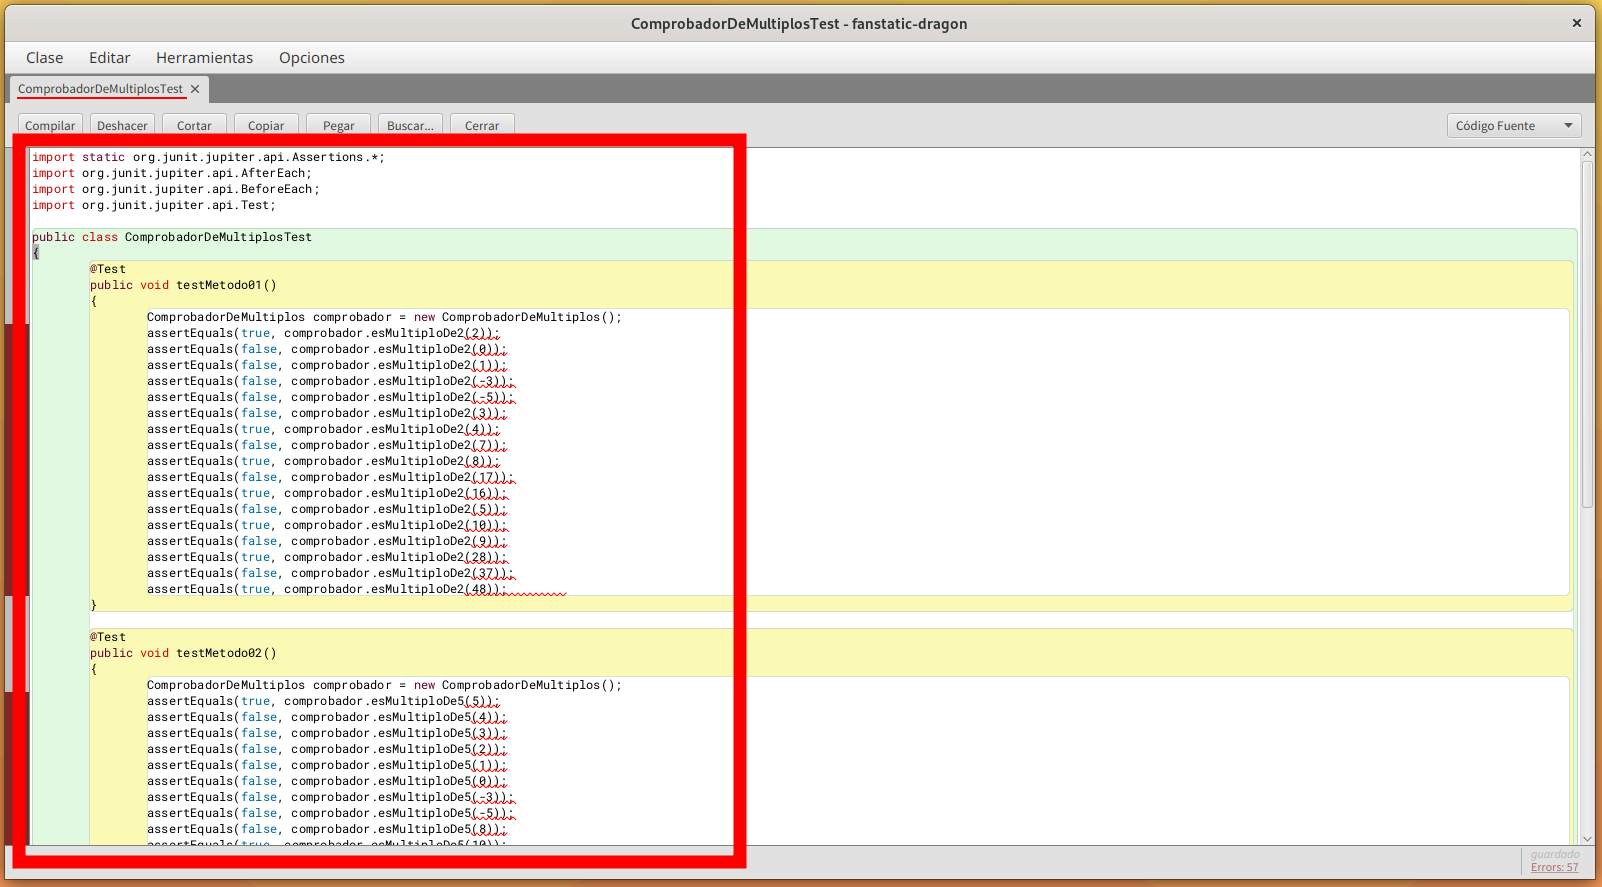 ComprobadorDeMultiplosTest - fanstatic-dragon
Clase Editar Herramientas Opciones
ComprobadorDeMultiplosTest
Compilar Deshacer Cortar Copiar Pegar Buscar... Cerrar Código Fuente
import static org.junit.jupiter.api.Assertions.*;
import org.junit.jupiter.api.AfterEach;
import org.junit.jupiter.api.BeforeEach;
import org.junit.jupiter.api.Test;
public class ComprobadorDeMultiplosTest
{
@Test
public void testMetodo01()
{
ComprobadorDeMultiplos comprobador = new ComprobadorDeMultiplos();
assertEquals(true, comprobador.esMultiploDe2(2));
assertEquals(false, comprobador.esMultiploDe2(0));
assertEquals(false, comprobador.esMultiploDe2(1));
assertEquals(false, comprobador.esMultiploDe2(-3));
assertEquals(false, comprobador.esMultiploDe2(-5));
assertEquals(false, comprobador.esMultiploDe2(3));
assertEquals(true, comprobador.esMultiploDe2(4));
assertEquals(false, comprobador.esMultiploDe2(7));
assertEquals(true, comprobador.esMultiploDe2(8));
assertEquals(false, comprobador.esMultiploDe2(17));
assertEquals(true, comprobador.esMultiploDe2(16));
assertEquals(false, comprobador.esMultiploDe2(5));
assertEquals(true, comprobador.esMultiploDe2(10));
assertEquals(false, comprobador.esMultiploDe2(9));
assertEquals(true, comprobador.esMultiploDe2(28));
assertEquals(false, comprobador.esMultiploDe2(37));
assertEquals(true, comprobador.esMultiploDe2(48));
}
@Test
public void testMetodo02()
{
ComprobadorDeMultiplos comprobador = new ComprobadorDeMultiplos();
assertEquals(true, comprobador.esMultiploDe5(5));
assertEquals(false, comprobador.esMultiploDe5(4));
assertEquals(false, comprobador.esMultiploDe5(3));
assertEquals(false, comprobador.esMultiploDe5(2));
assertEquals(false, comprobador.esMultiploDe5(1));
assertEquals(false, comprobador.esMultiploDe5(0));
assertEquals(false, comprobador.esMultiploDe5(-3));
assertEquals(false, comprobador.esMultiploDe5(-5));
assertEquals(false, comprobador.esMultiploDe5(8));
assertEquals(true, comprobador.esMultiploDe5(10));
guardado
Errors: 57